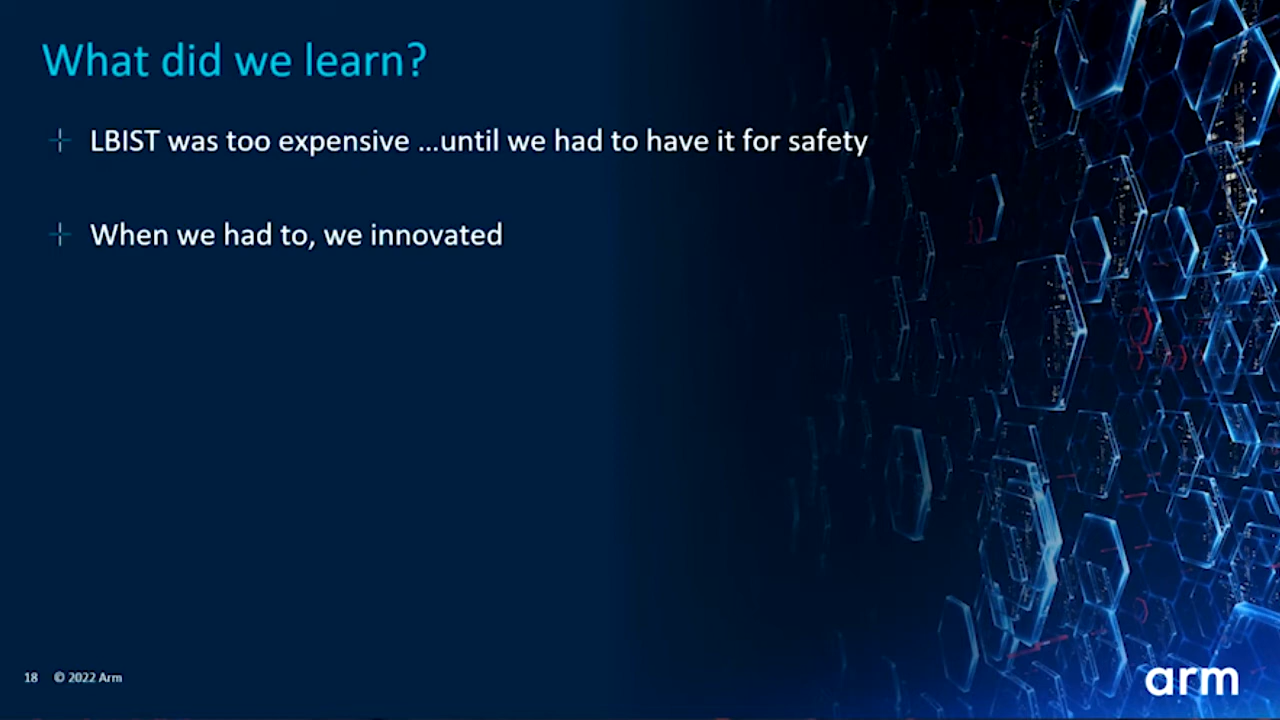 What did we learn?
LBIST was too expensive ...until we had to have it for safety
When we had to, we innovated
18 © 2022 Arm
arm